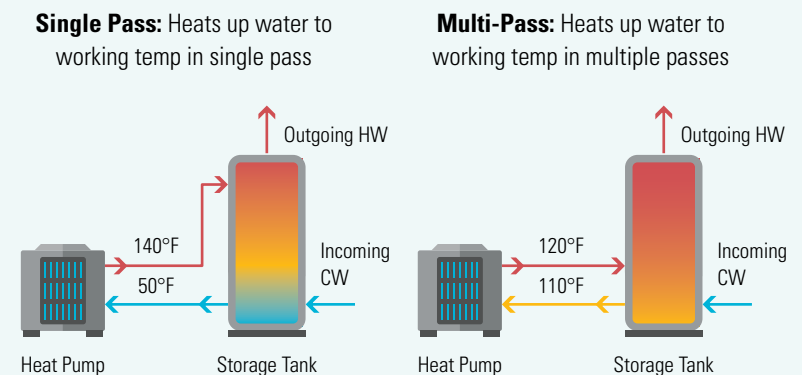 Single Pass: Heats up water to
working temp in single pass
Outgoing HW
140°F
50°F
Incoming
CW
Heat Pump
Storage Tank
Multi-Pass: Heats up water to
working temp in multiple passes
Outgoing HW
120°F
110°F
Incoming
CW
Heat Pump
Storage Tank